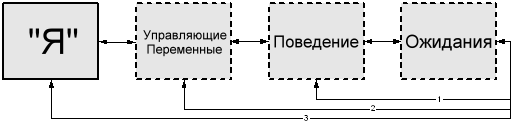 "Я"
Управляющие
Переменные
Поведение
Ожидания
1
2
3